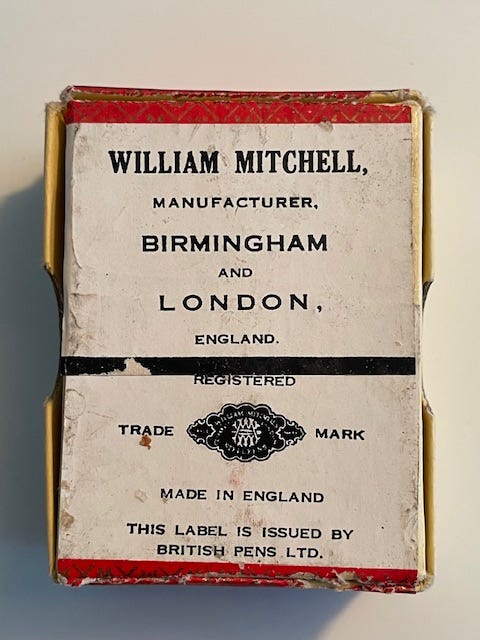 WILLIAM MITCHELL,
MANUFACTURER,
BIRMINGHAM
AND
LONDON,
ENGLAND.
REGISTERED
TRADE MARK
MADE IN ENGLAND
THIS LABEL IS ISSUED BY
BRITISH PENS LTD.